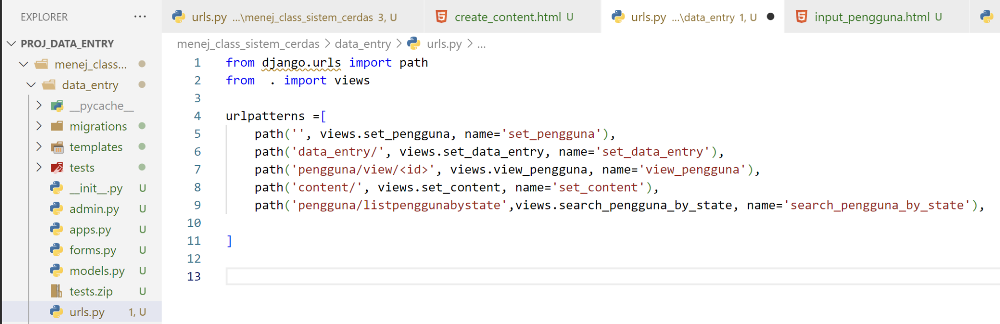 EXPLORER ...
urls.py ...\menej_class_sistem_cerdas 3, U
create_content.html U
urls.py ...\data_entry 1, U
input_pengguna.html U
PROJ_DATA_ENTRY
menej_class...
data_entry
__pycache__
migrations
templates
tests
__init__.py U
admin.py U
apps.py U
forms.py U
models.py U
tests.zip U
urls.py 1, U
menej_class_sistem_cerdas > data_entry > urls.py > ...
1 from django.urls import path
2 from  . import views
3
4 urlpatterns =[
5     path('', views.set_pengguna, name='set_pengguna'),
6     path('data_entry/', views.set_data_entry, name='set_data_entry'),
7     path('pengguna/view/<id>', views.view_pengguna, name='view_pengguna'),
8     path('content/', views.set_content, name='set_content'),
9     path('pengguna/listpenggunabystate',views.search_pengguna_by_state, name='search_pengguna_by_state'),
10
11 ]
12
13